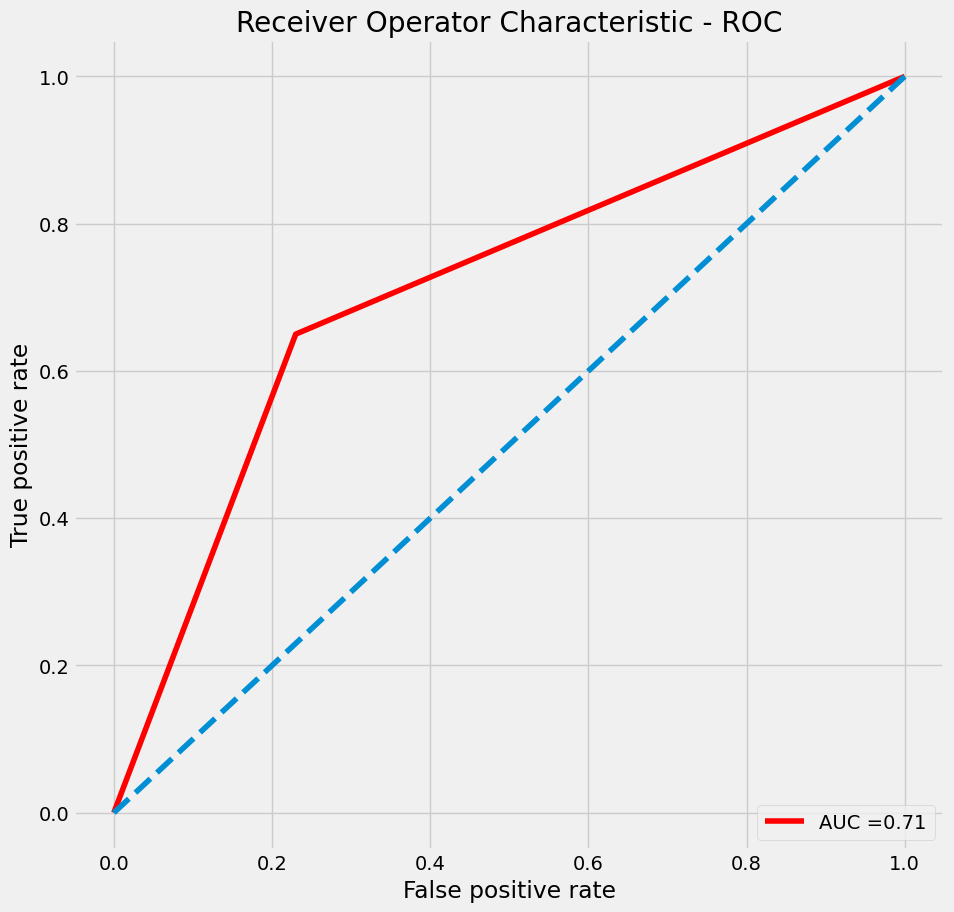 Receiver Operator Characteristic - ROC
1.0
0.8
0.6
0.4
0.2
0.0
True positive rate
0.0 0.2 0.4 0.6 0.8 1.0
False positive rate
AUC =0.71